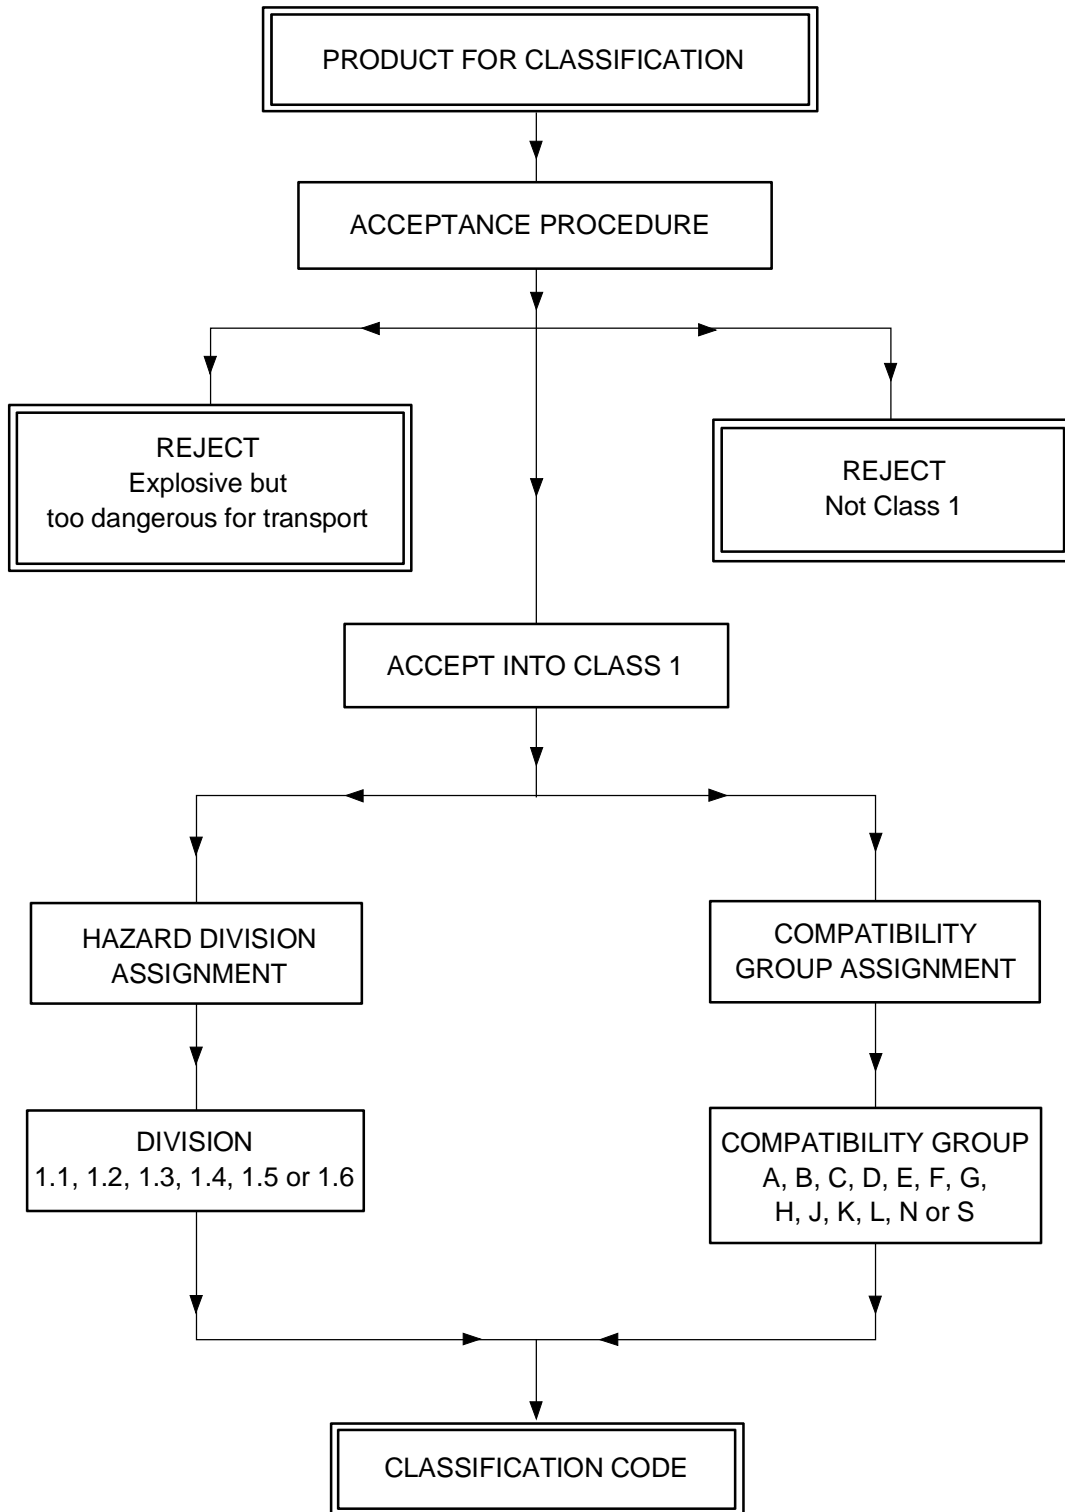 PRODUCT FOR CLASSIFICATION
ACCEPTANCE PROCEDURE
REJECT
Explosive but
too dangerous for transport
REJECT
Not Class 1
ACCEPT INTO CLASS 1
HAZARD DIVISION
ASSIGNMENT
COMPATIBILITY
GROUP ASSIGNMENT
DIVISION
1.1, 1.2, 1.3, 1.4, 1.5 or 1.6
COMPATIBILITY GROUP
A, B, C, D, E, F, G,
H, J, K, L, N or S
CLASSIFICATION CODE